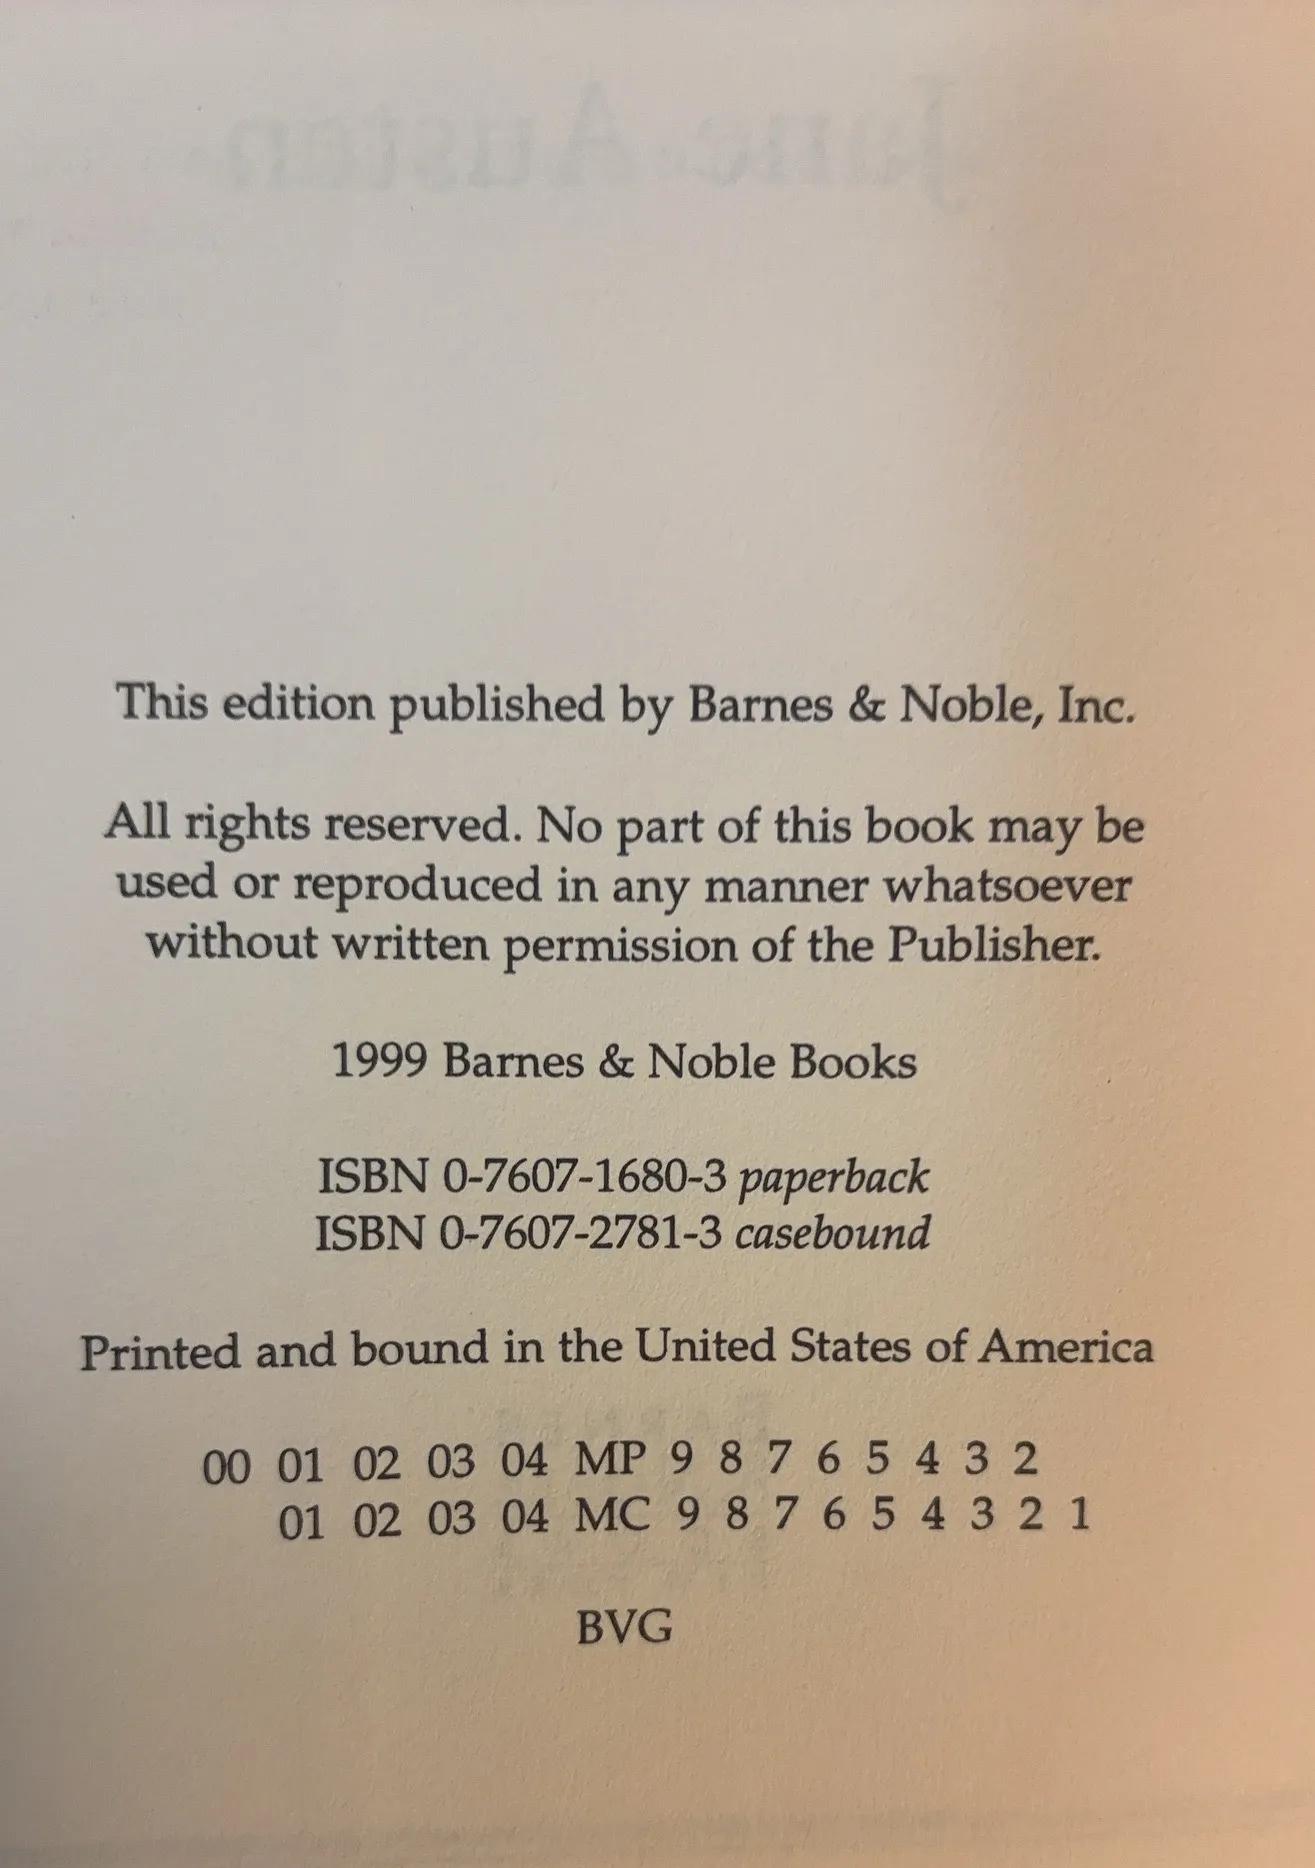 Jane Austen
This edition published by Barnes & Noble, Inc.
All rights reserved. No part of this book may be
used or reproduced in any manner whatsoever
without written permission of the Publisher.
1999 Barnes & Noble Books
ISBN 0-7607-1680-3 paperback
ISBN 0-7607-2781-3 casebound
Printed and bound in the United States of America
00 01 02 03 04 MP 9 8 7 6 5 4 3 2
01 02 03 04 MC 9 8 7 6 5 4 3 2 1
BVG